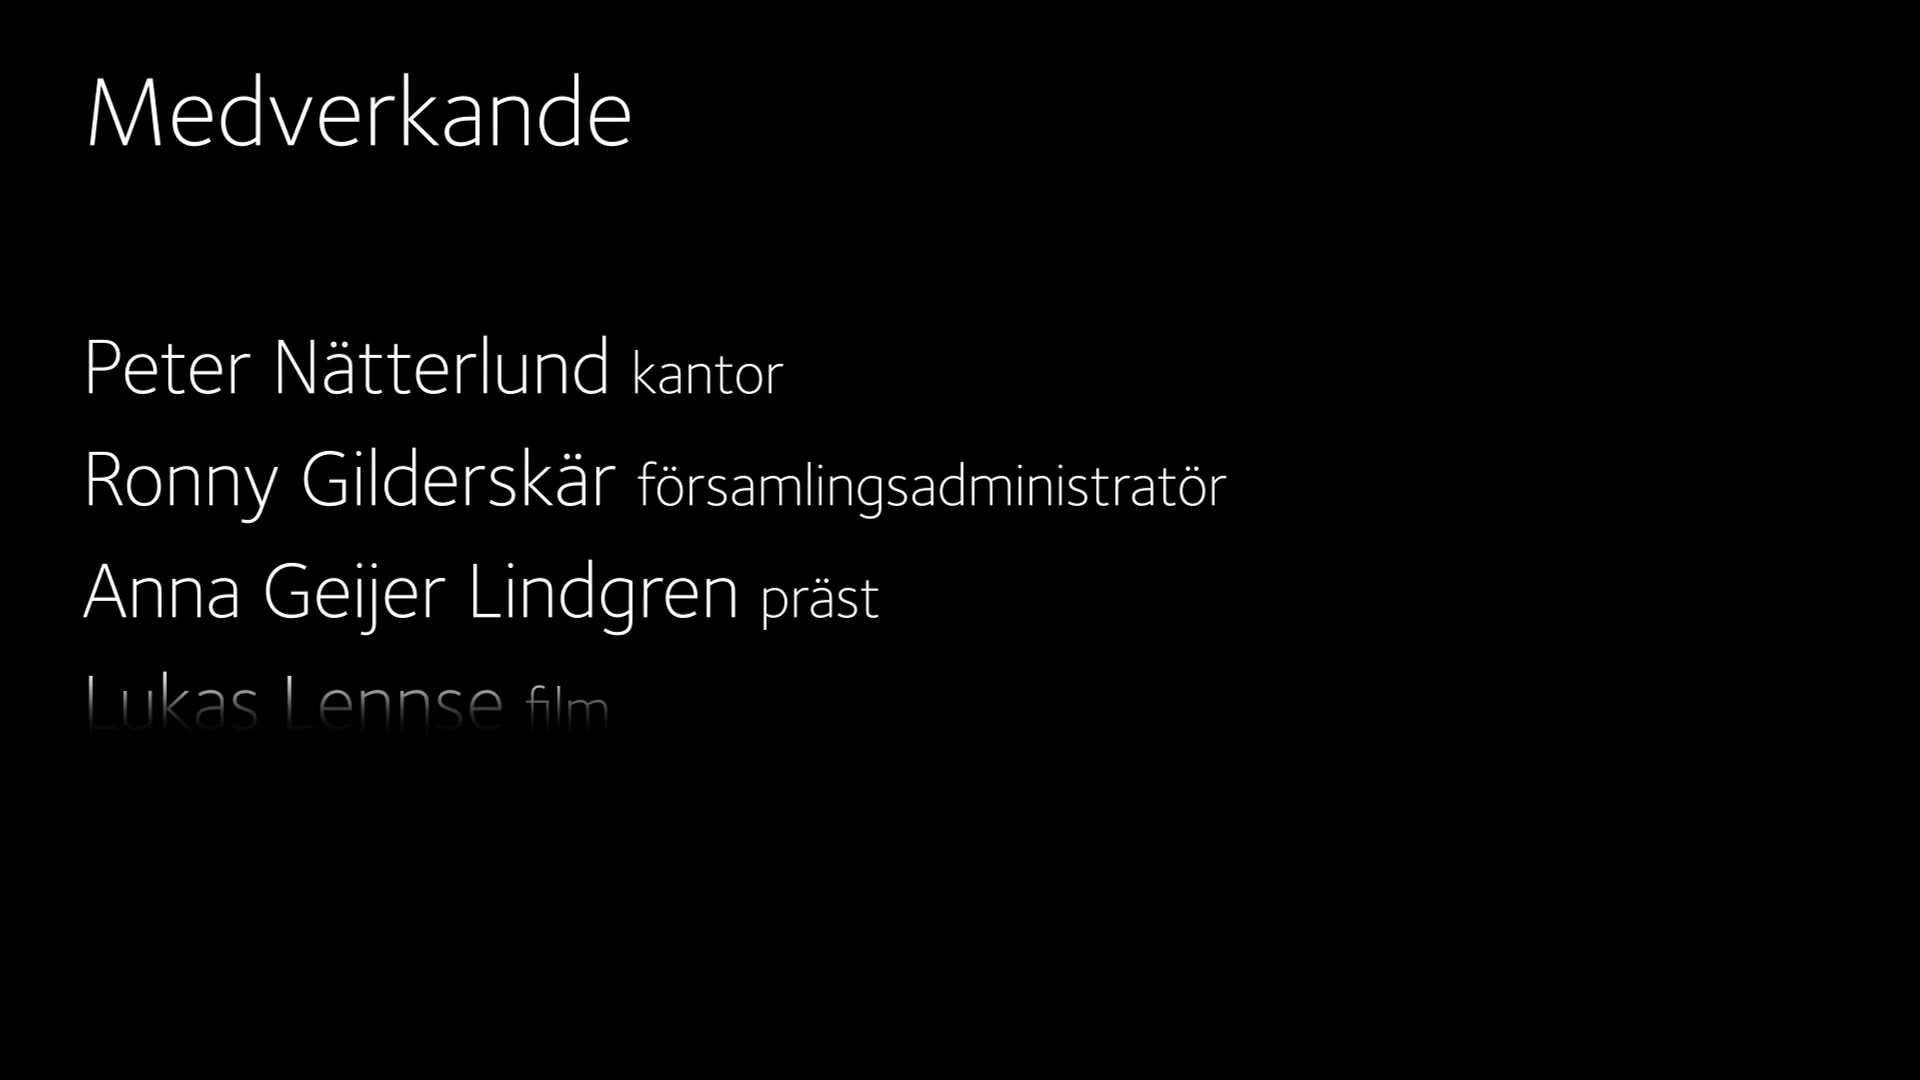 Medverkande
Peter Nätterlund kantor
Ronny Gilderskär församlingsadministratör
Anna Geijer Lindgren präst
Lukas Lennse film